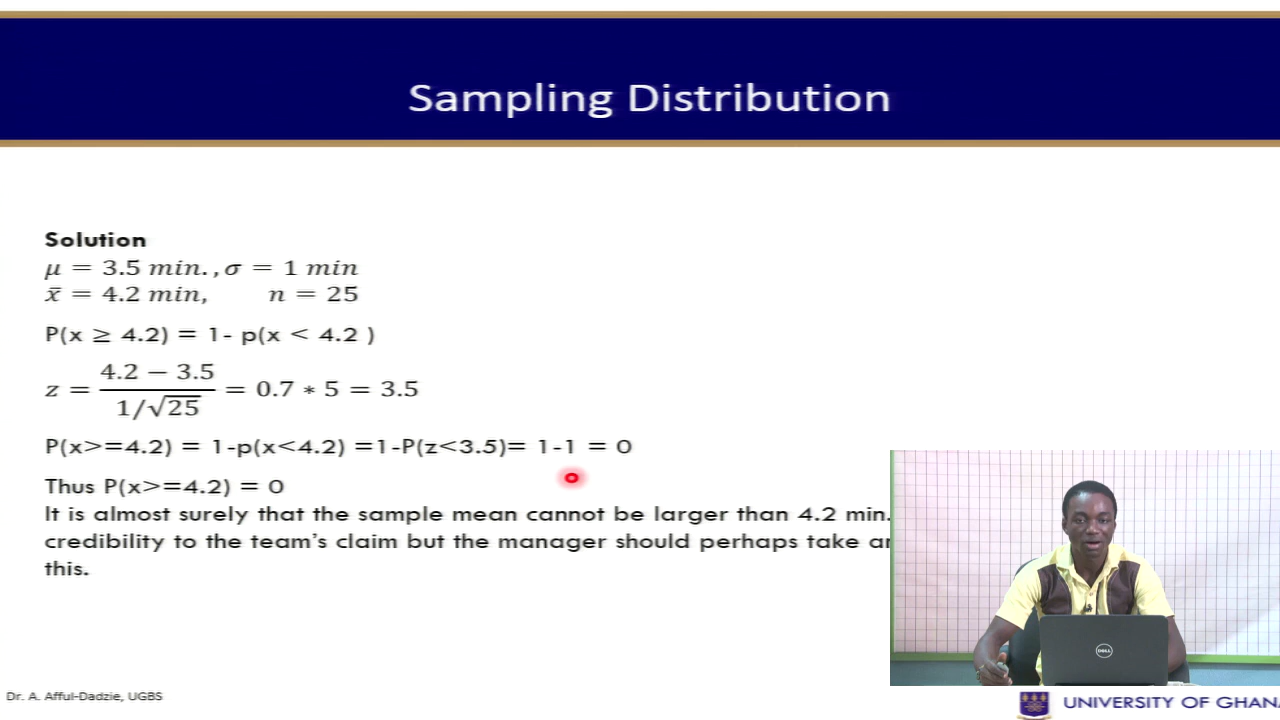 Sampling Distribution
Solution
μ = 3.5 min., σ = 1 min
x̄ = 4.2 min, n = 25
P(x ≥ 4.2) = 1- p(x < 4.2 )
z = (4.2 − 3.5)/(1/√25) = 0.7 * 5 = 3.5
P(x>=4.2) = 1-p(x<4.2) =1-P(z<3.5)= 1-1 = 0
Thus P(x>=4.2) = 0
It is almost surely that the sample mean cannot be larger than 4.2 min.
credibility to the team's claim but the manager should perhaps take
this.
DELL
Dr. A. Afful-Dadzie, UGBS
UNIVERSITY OF GHAN